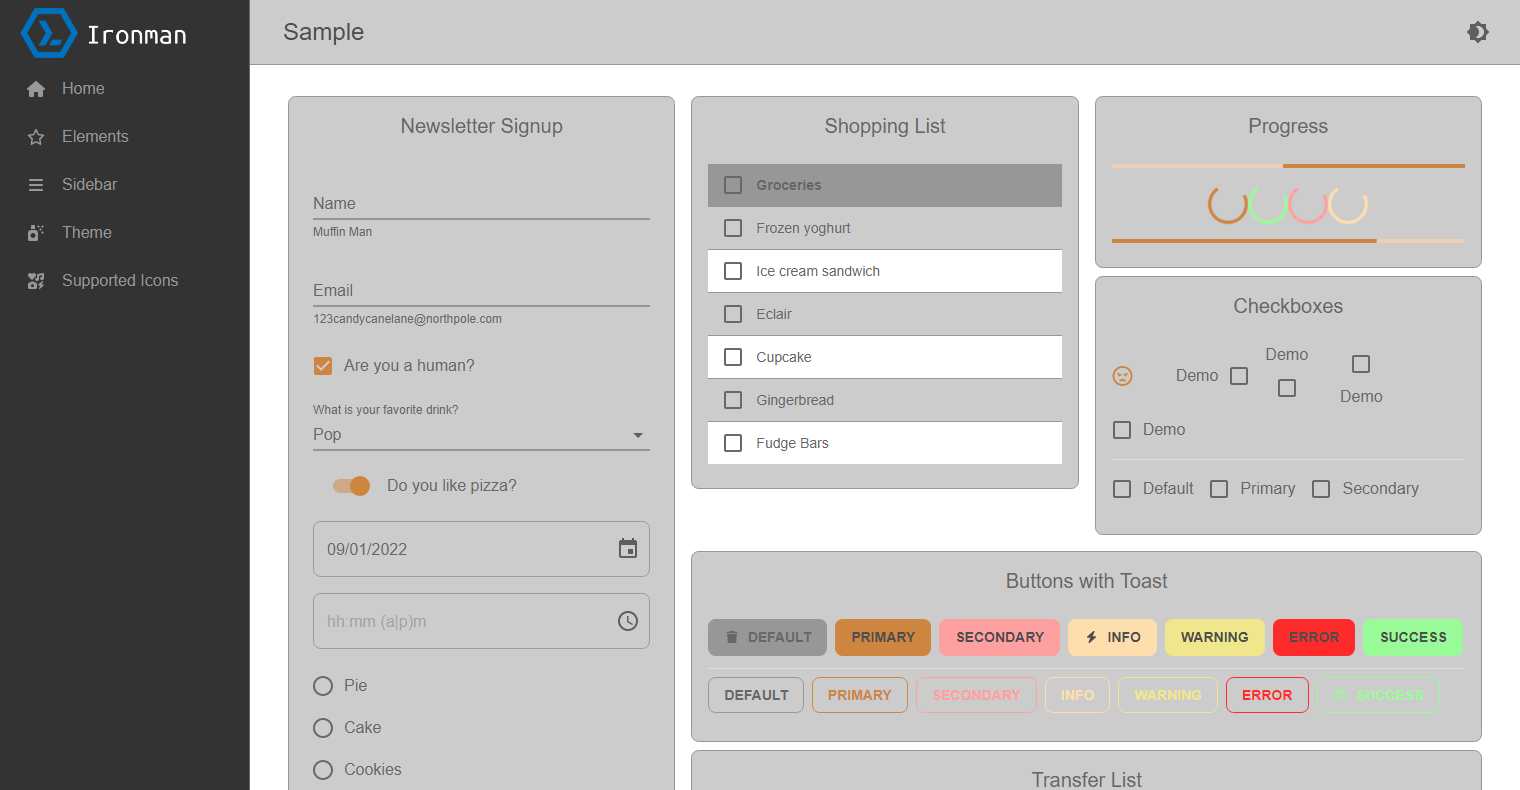 Ironman
Home
Elements
Sidebar
Theme
Supported Icons
Sample
Newsletter Signup
Name
Muffin Man
Email
123candycanelane@northpole.com
Are you a human?
What is your favorite drink?
Pop
Do you like pizza?
09/01/2022
hh:mm (a|p)m
Pie
Cake
Cookies
Shopping List
Groceries
Frozen yoghurt
Ice cream sandwich
Eclair
Cupcake
Gingerbread
Fudge Bars
Progress
Checkboxes
Demo
Demo
Demo
Demo
Default Primary Secondary
Buttons with Toast
DEFAULT PRIMARY SECONDARY INFO WARNING ERROR SUCCESS
DEFAULT PRIMARY SECONDARY INFO WARNING ERROR SUCCESS
Transfer List